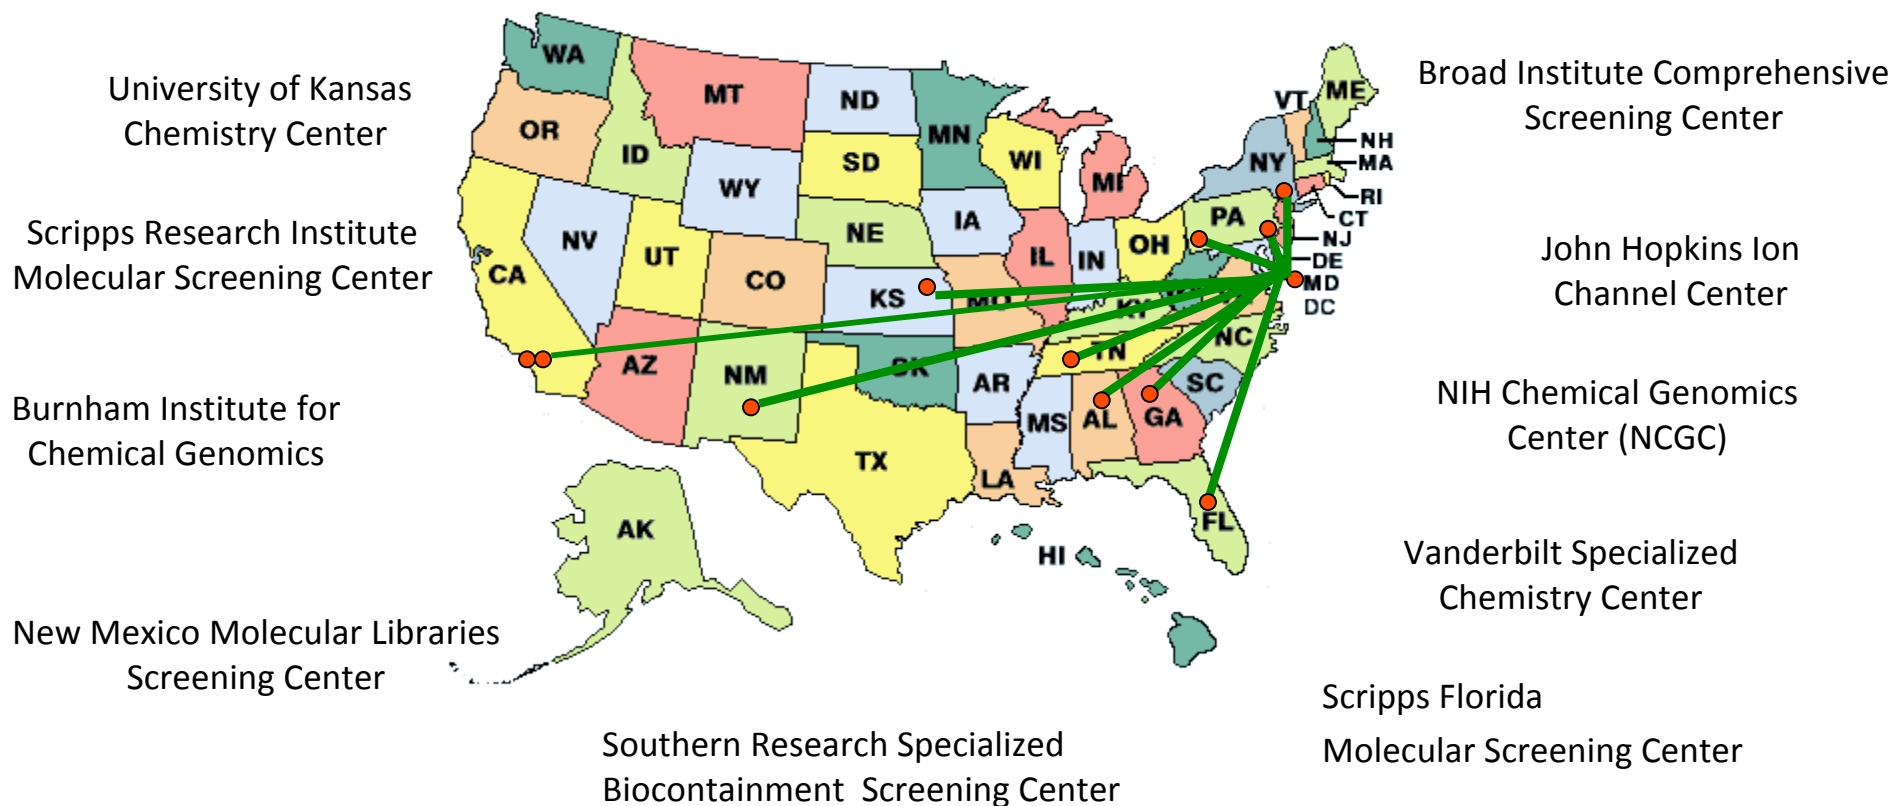 University of Kansas
Chemistry Center
Scripps Research Institute
Molecular Screening Center
Burnham Institute for
Chemical Genomics
New Mexico Molecular Libraries
Screening Center
Southern Research Specialized
Biocontainment  Screening Center
Broad Institute Comprehensive
Screening Center
John Hopkins Ion
Channel Center
NIH Chemical Genomics
Center (NCGC)
Vanderbilt Specialized
Chemistry Center
Scripps Florida
Molecular Screening Center
WA
MT
ND
MN
OR
ID
SD
WI
WY
MI
NY
VT
ME
NH
MA
RI
CT
NJ
DE
MD
DC
IA
NE
PA
NV
UT
CA
CO
KS
MO
IL
IN
OH
KY
AZ
NM
OK
AR
TN
NC
SC
MS
AL
GA
TX
LA
FL
AK
HI